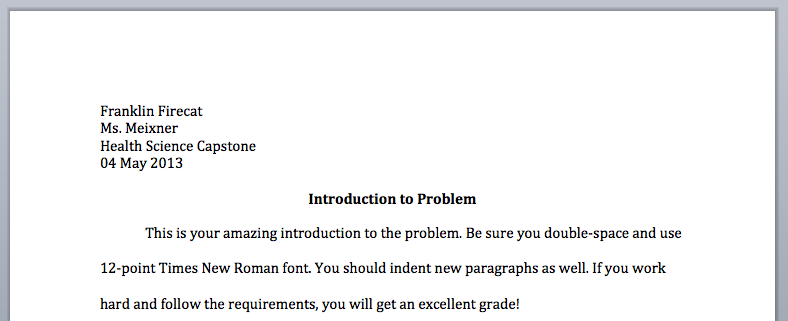 Franklin Firecat
Ms. Meixner
Health Science Capstone
04 May 2013
Introduction to Problem
This is your amazing introduction to the problem. Be sure you double-space and use
12-point Times New Roman font. You should indent new paragraphs as well. If you work
hard and follow the requirements, you will get an excellent grade!